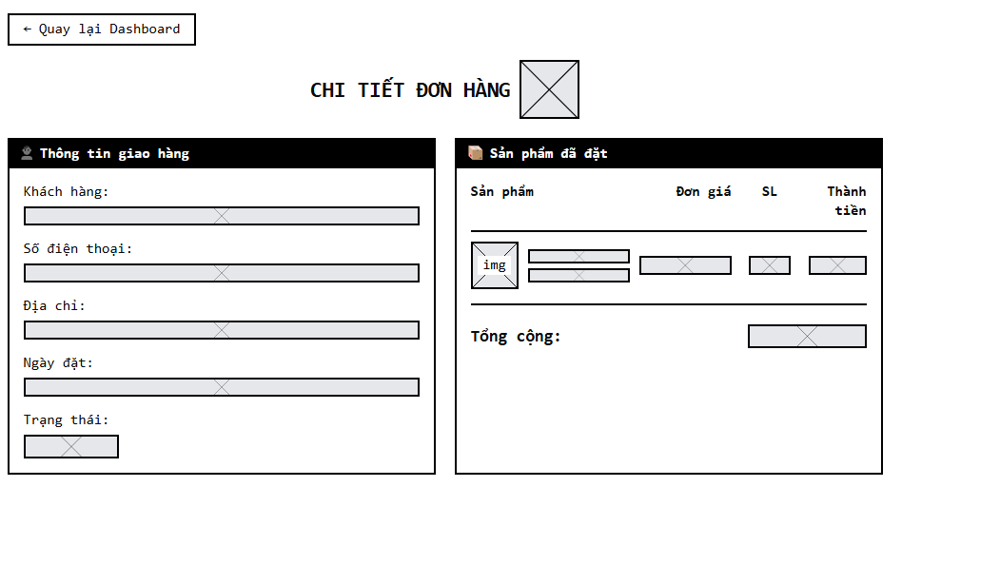 ← Quay lại Dashboard
CHI TIẾT ĐƠN HÀNG
Thông tin giao hàng
Khách hàng:
Số điện thoại:
Địa chỉ:
Ngày đặt:
Trạng thái:
Sản phẩm đã đặt
Sản phẩm Đơn giá SL Thành
tiền
img
Tổng cộng: